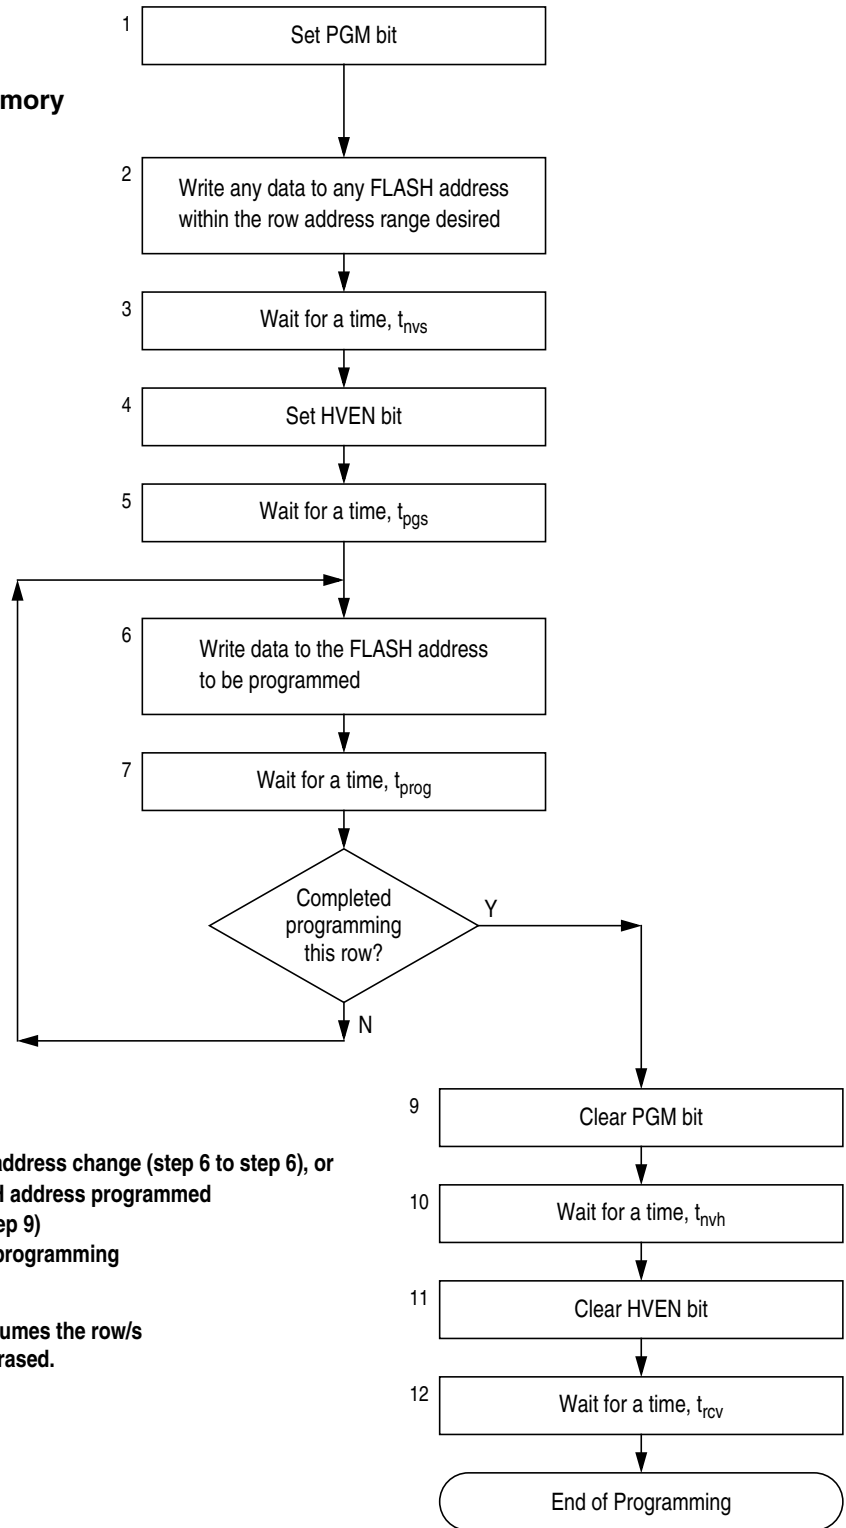 1
Set PGM bit
mory
2
Write any data to any FLASH address
within the row address range desired
3
Wait for a time, tnvs
4
Set HVEN bit
5
Wait for a time, tpgs
6
Write data to the FLASH address
to be programmed
7
Wait for a time, tprog
Completed
programming
this row?
Y
N
9
Clear PGM bit
address change (step 6 to step 6), or
H address programmed
ep 9)
programming
10
Wait for a time, tnvh
11
Clear HVEN bit
umes the row/s
rased.
12
Wait for a time, trcv
End of Programming